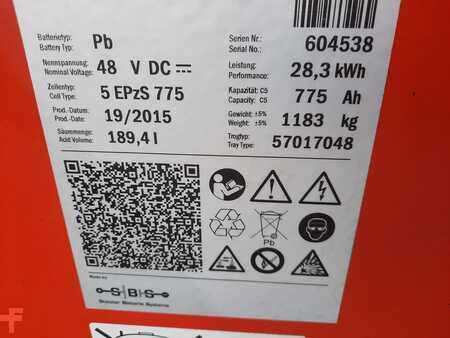 Batterietyp:
Battery Typ: Pb
Serien Nr.:
Serial No.: 604538
Nennspannung:
Nominal Voltage: 48 V DC
Leistung:
Performance: 28,3 kWh
Zellentyp:
Cell Type: 5 EPzS 775
Kapazität: C5
Capacity: C5 775 Ah
Prod.-Datum:
Prod.-Date: 19/2015
Gewicht: ±5%
Weight: ±5% 1183 kg
Säuremenge:
Acid Volume: 189,4 l
Trogtyp:
Tray Type: 57017048
Pb
Made by
S|B|S